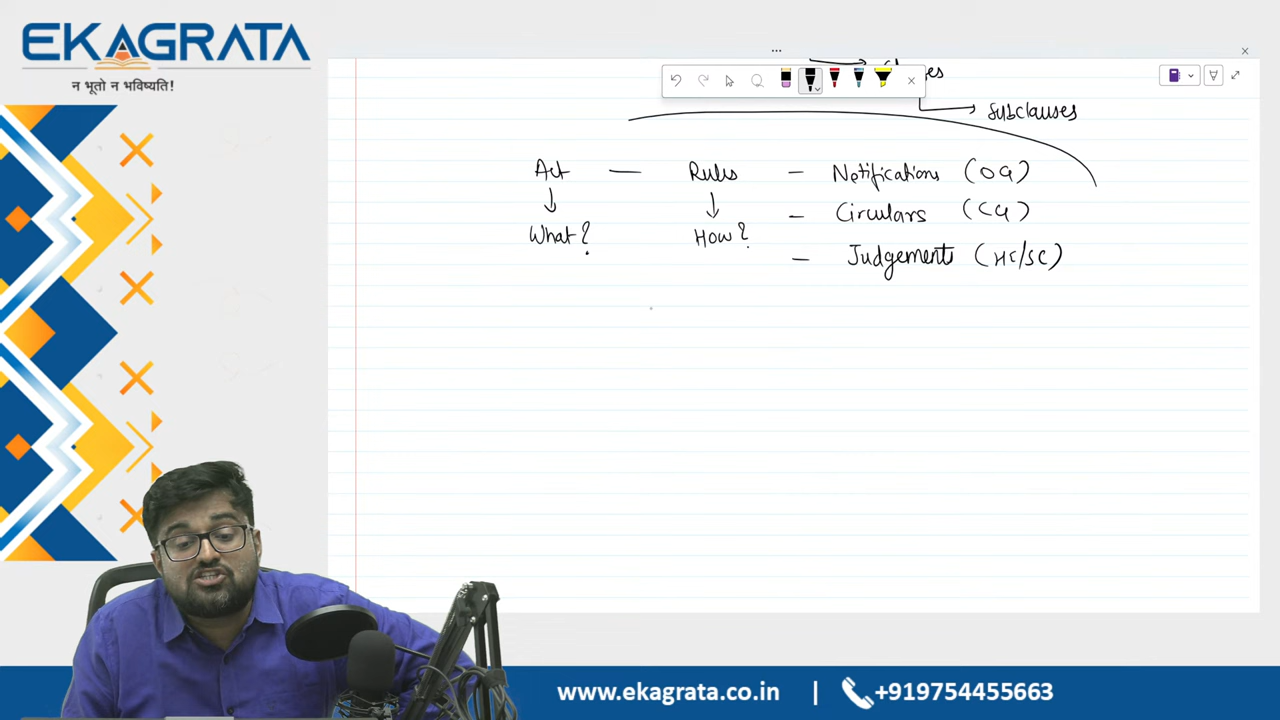 EKAGRATA
न भूतो न भविष्यति!
...
Subclauses
Act — Rules — Notifications (OG)
— Circulars (CG)
What? How?
— Judgements (HC/SC)
www.ekagrata.co.in | +919754455663